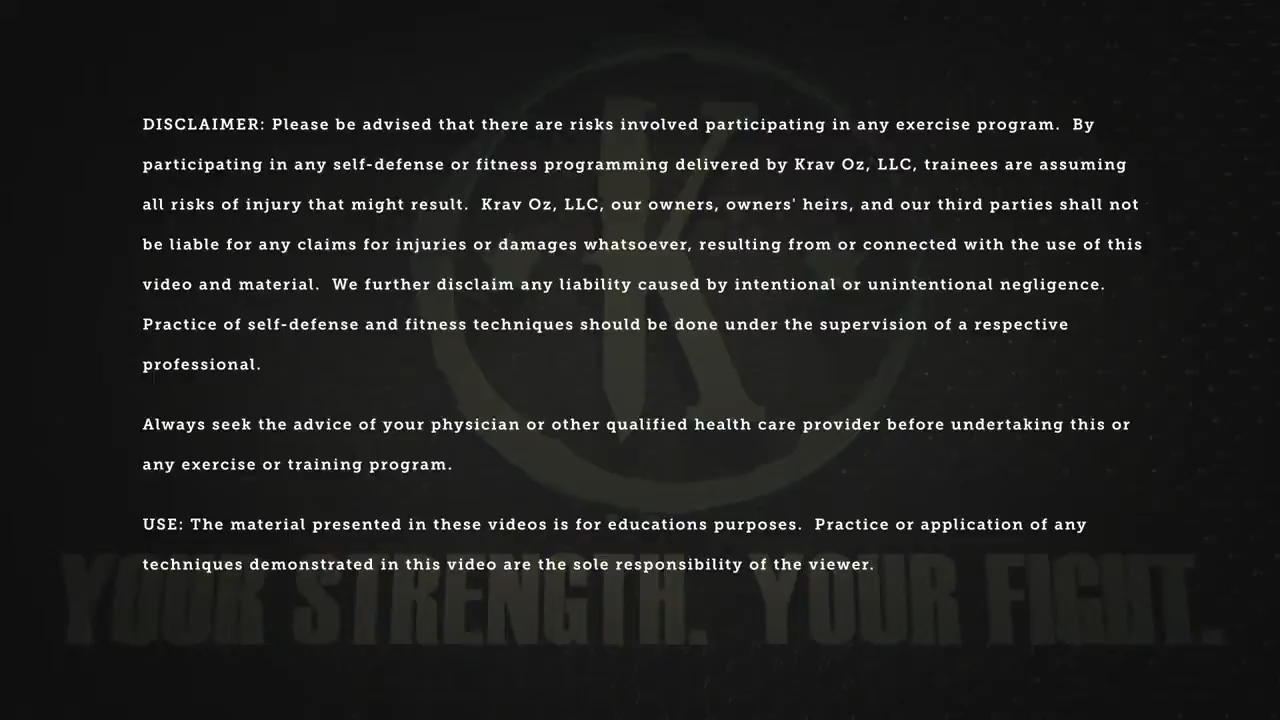 DISCLAIMER: Please be advised that there are risks involved participating in any exercise program.  By
participating in any self-defense or fitness programming delivered by Krav Oz, LLC, trainees are assuming
all risks of injury that might result.  Krav Oz, LLC, our owners, owners' heirs, and our third parties shall not
be liable for any claims for injuries or damages whatsoever, resulting from or connected with the use of this
video and material.  We further disclaim any liability caused by intentional or unintentional negligence.
Practice of self-defense and fitness techniques should be done under the supervision of a respective
professional.
Always seek the advice of your physician or other qualified health care provider before undertaking this or
any exercise or training program.
USE: The material presented in these videos is for educations purposes.  Practice or application of any
techniques demonstrated in this video are the sole responsibility of the viewer.
K
YOUR STRENGTH. YOUR FIGHT.